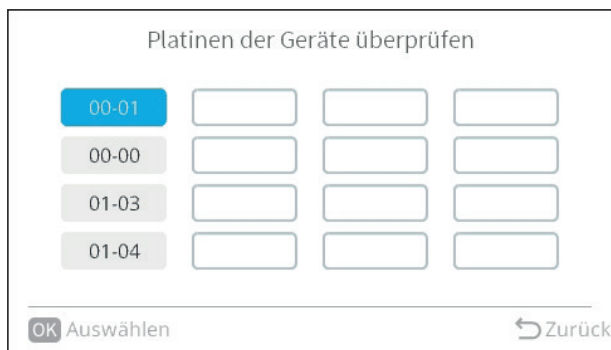 Platinen der Geräte überprüfen
00-01
00-00
01-03
01-04
OK Auswählen Zurück